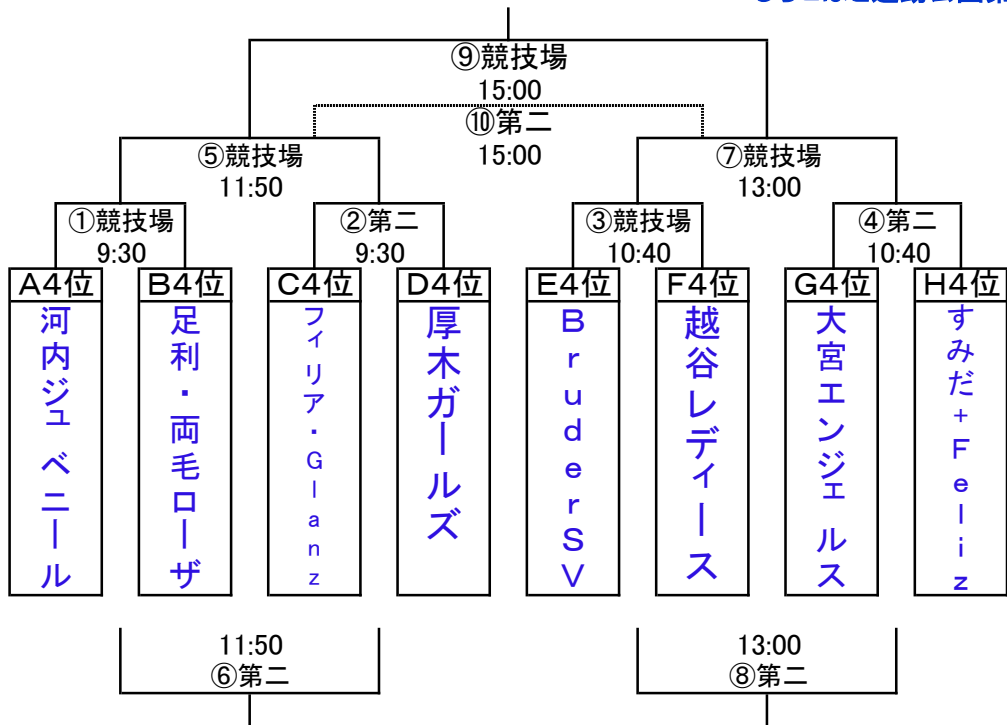 ⑨競技場
15:00
⑩第二
15:00
⑤競技場
11:50
⑦競技場
13:00
①競技場
9:30
②第二
9:30
③競技場
10:40
④第二
10:40
A4位
B4位
C4位
D4位
E4位
F4位
G4位
H4位
河内ジュベニール
足利・両毛ローザ
フィリア・Glanz
厚木ガールズ
BruderSV
越谷レディース
大宮エンジェルス
すみだ+Feliz
11:50
⑥第二
13:00
⑧第二